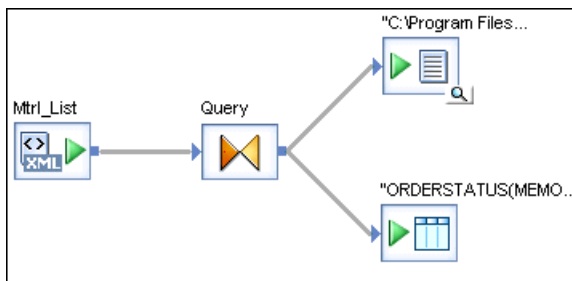 "C:\Program Files...
Mtrl_List
Query
<>
XML
"ORDERSTATUS(MEMO...